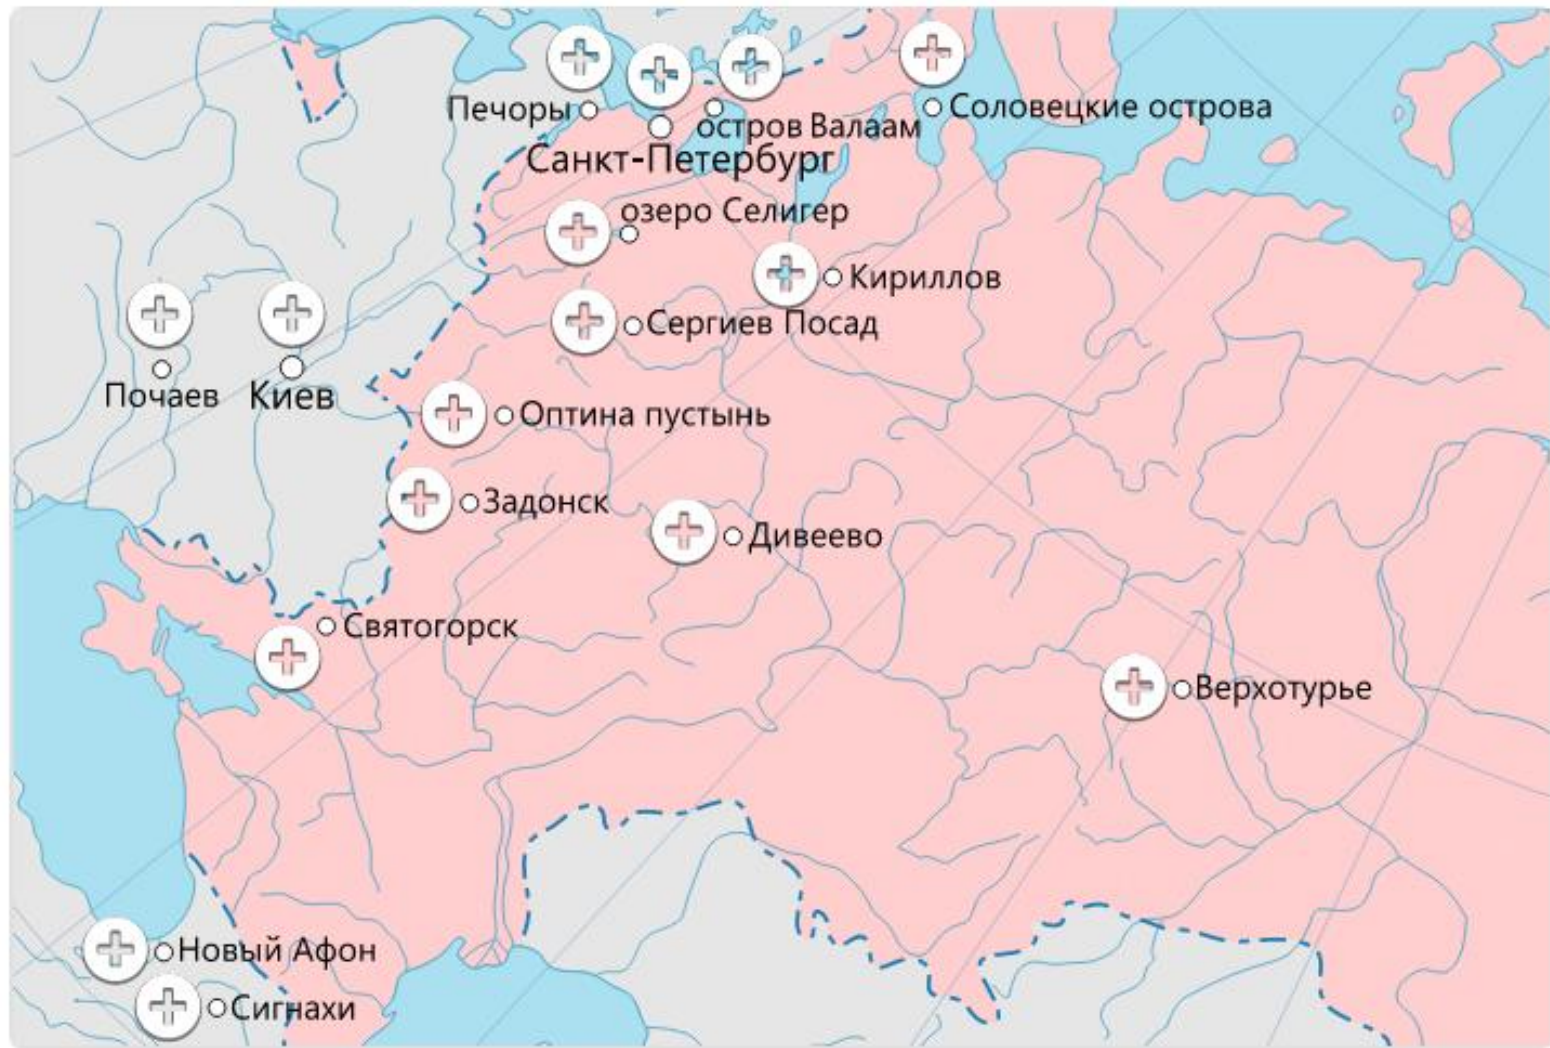 Печоры
Соловецкие острова
остров Валаам
Санкт-Петербург
озеро Селигер
Кириллов
Сергиев Посад
Почаев
Киев
Оптина пустынь
Задонск
Дивеево
Святогорск
Верхотурье
Новый Афон
Сигнахи